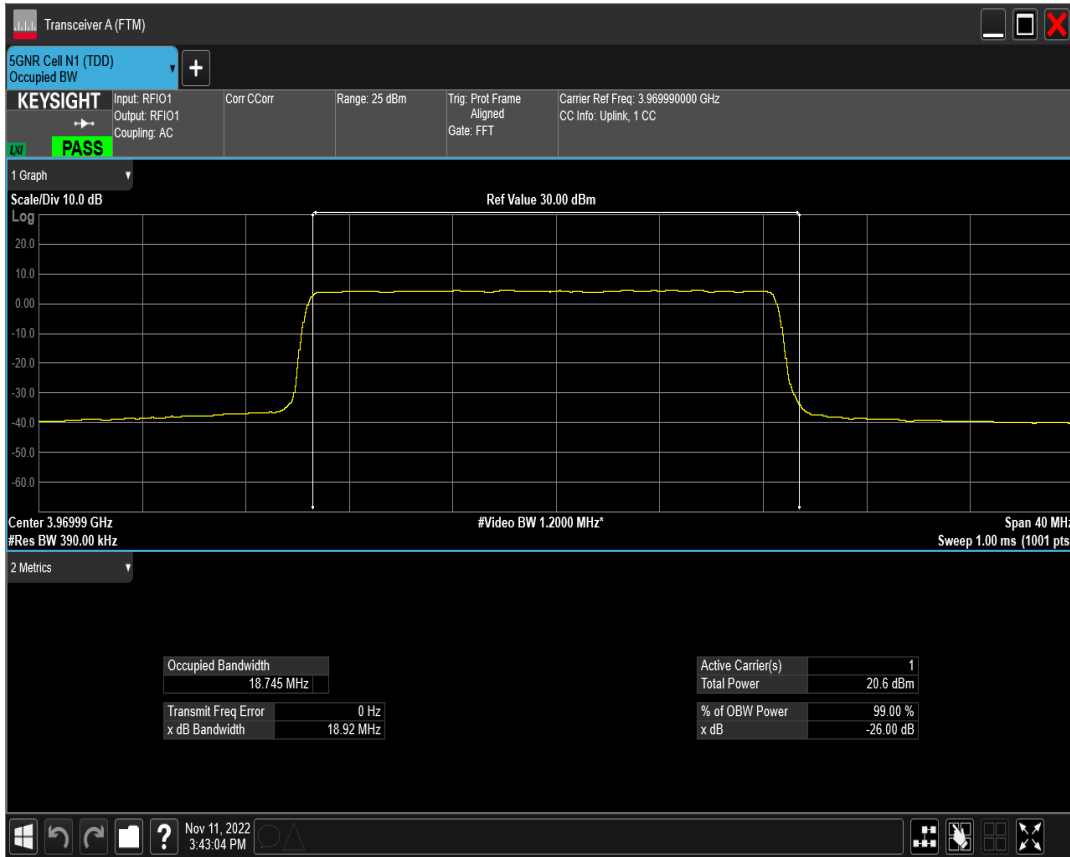 Transceiver A (FTM)
5GNR Cell N1 (TDD)
Occupied BW
+
KEYSIGHT
LXI
PASS
Input: RFIO1
Output: RFIO1
Coupling: AC
Corr CCorr
Range: 25 dBm
Trig: Prot Frame
Aligned
Gate: FFT
Carrier Ref Freq: 3.969990000 GHz
CC Info: Uplink, 1 CC
1 Graph
Scale/Div 10.0 dB
Ref Value 30.00 dBm
Log
20.0
10.0
0.00
-10.0
-20.0
-30.0
-40.0
-50.0
-60.0
Center 3.96999 GHz
#Video BW 1.2000 MHz*
Span 40 MHz
#Res BW 390.00 kHz
Sweep 1.00 ms (1001 pts
2 Metrics
Occupied Bandwidth
18.745 MHz
Transmit Freq Error 0 Hz
x dB Bandwidth 18.92 MHz
Active Carrier(s) 1
Total Power 20.6 dBm
% of OBW Power 99.00 %
x dB -26.00 dB
?
Nov 11, 2022
3:43:04 PM